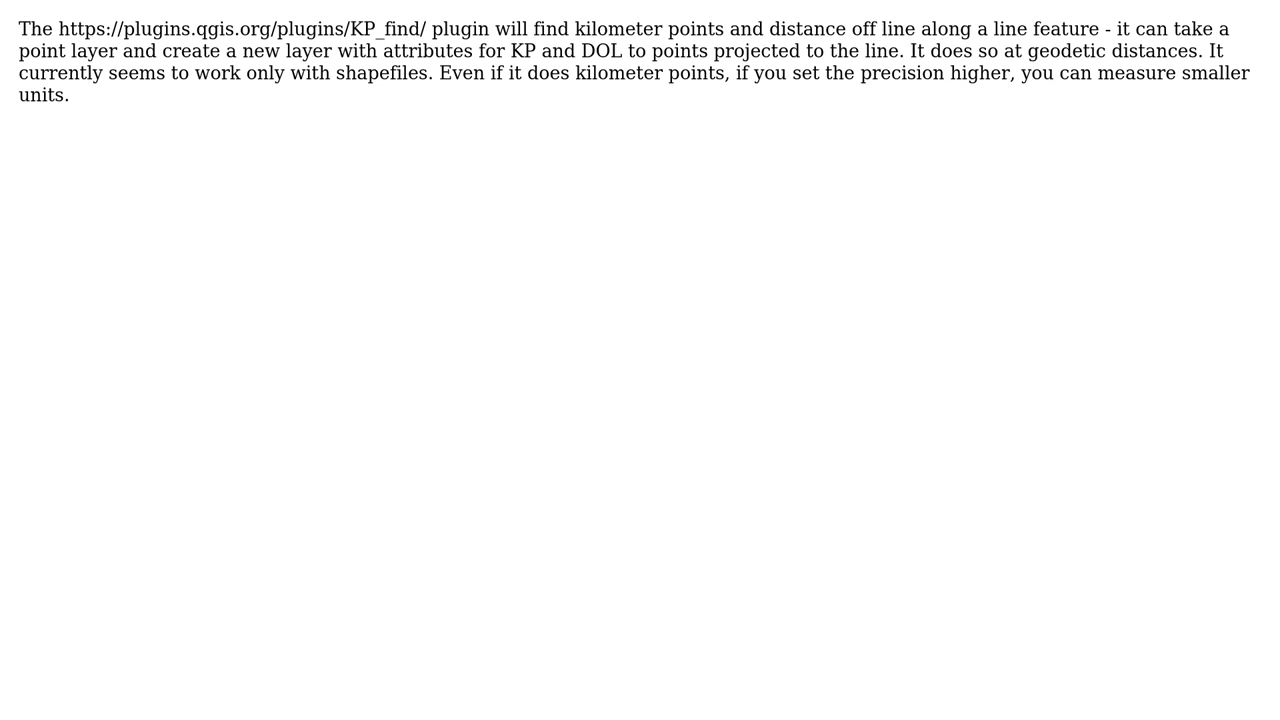 The https://plugins.qgis.org/plugins/KP_find/ plugin will find kilometer points and distance off line along a line feature - it can take a
point layer and create a new layer with attributes for KP and DOL to points projected to the line. It does so at geodetic distances. It
currently seems to work only with shapefiles. Even if it does kilometer points, if you set the precision higher, you can measure smaller
units.